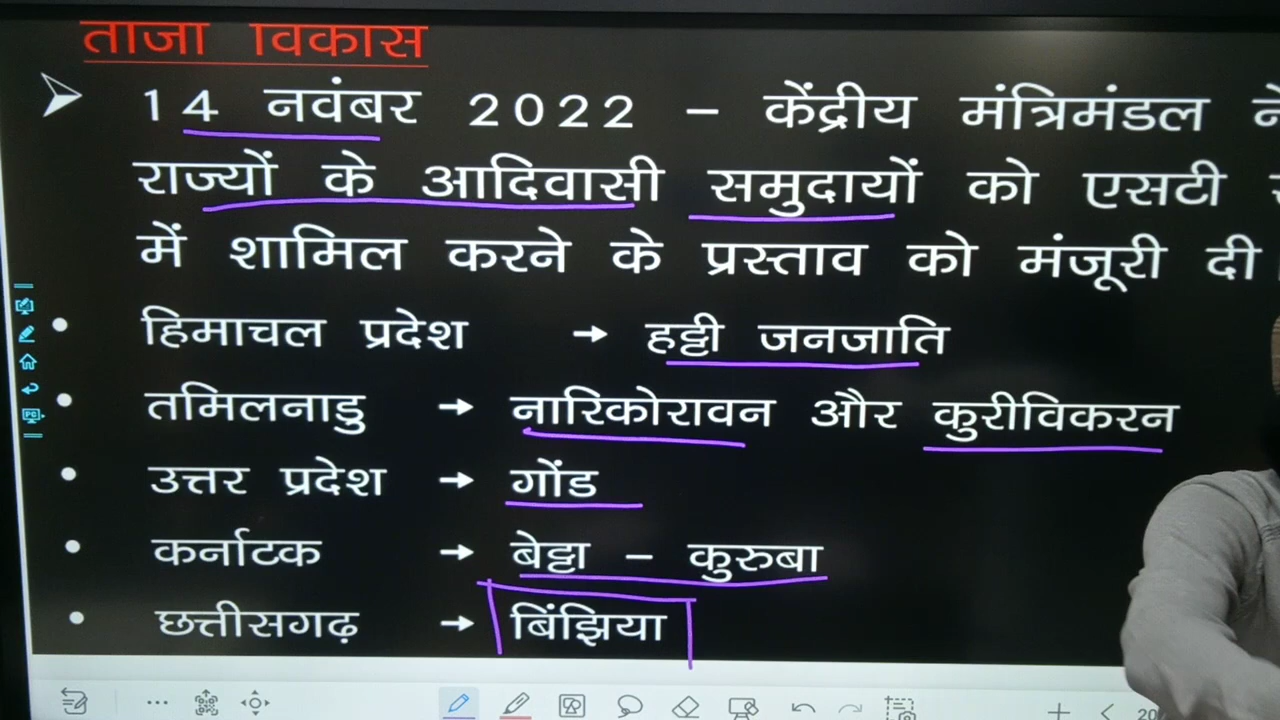 ताजा विकास
14 नवंबर 2022 – केंद्रीय मंत्रिमंडल ने
राज्यों के आदिवासी समुदायों को एसटी
में शामिल करने के प्रस्ताव को मंजूरी दी
हिमाचल प्रदेश → हट्टी जनजाति
तमिलनाडु → नारिकोरावन और कुरीविकरन
उत्तर प्रदेश → गोंड
कर्नाटक → बेट्टा – कुरुबा
छत्तीसगढ़ → बिंझिया